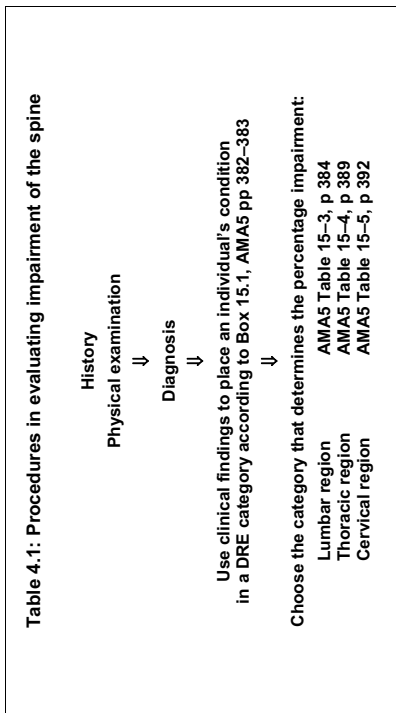 Table 4.1: Procedures in evaluating impairment of the spine
History
Physical examination
⇓
Diagnosis
⇓
Use clinical findings to place an individual's condition
in a DRE category according to Box 15.1, AMA5 pp 382–383
⇓
Choose the category that determines the percentage impairment:
Lumbar region AMA5 Table 15–3, p 384
Thoracic region AMA5 Table 15–4, p 389
Cervical region AMA5 Table 15–5, p 392